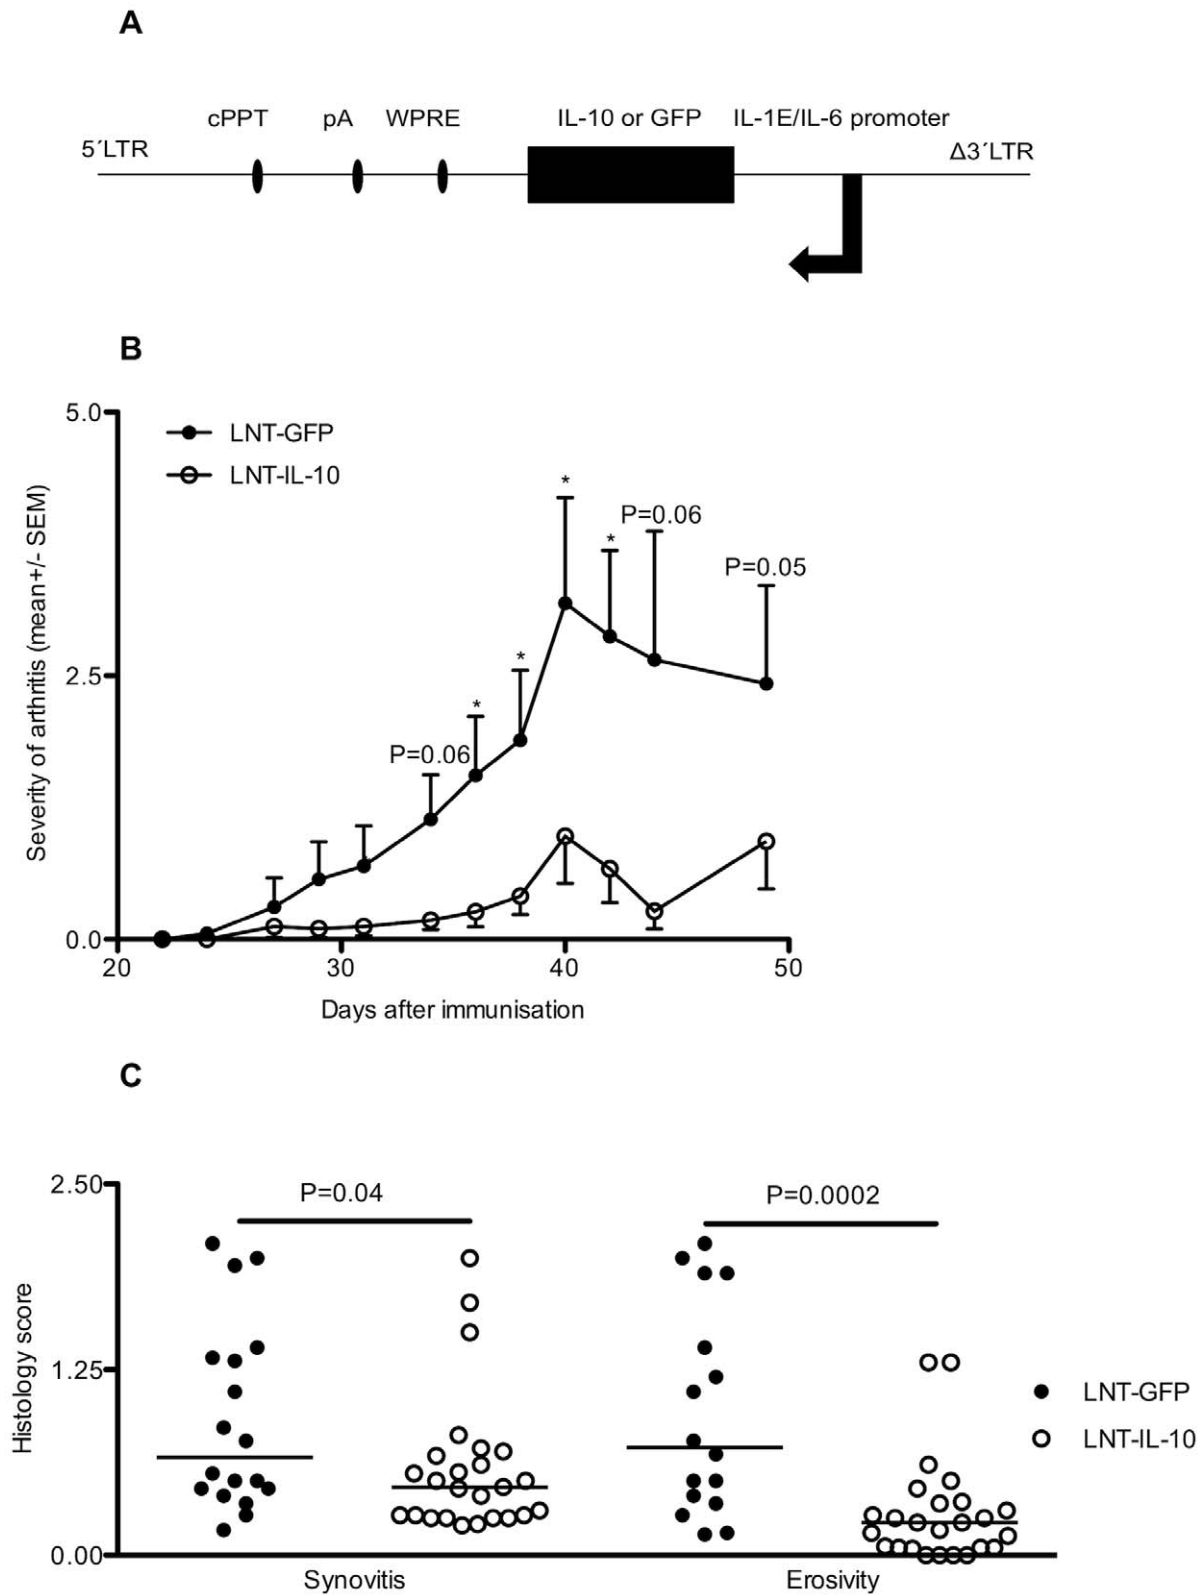 A
cPPT pA WPRE IL-10 or GFP IL-1E/IL-6 promoter
5´LTR Δ3´LTR
B
5.0
LNT-GFP
LNT-IL-10
*
P=0.06
*
P=0.05
2.5
*
*
P=0.06
0.0
20 30 40 50
Severity of arthritis (mean+/- SEM)
Days after immunisation
C
2.50
P=0.04 P=0.0002
1.25
LNT-GFP
LNT-IL-10
0.00
Histology score
Synovitis Erosivity